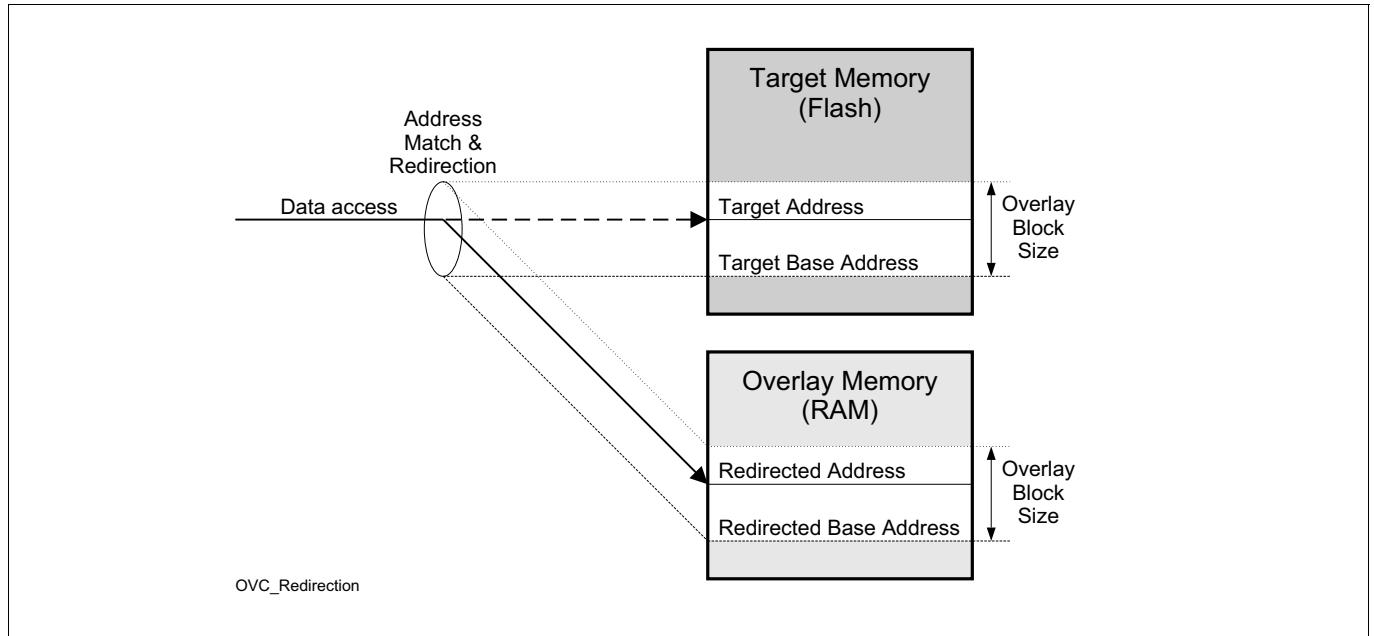 Target Memory
(Flash)
Address
Match &
Redirection
Data access
Target Address
Overlay
Block
Size
Target Base Address
Overlay Memory
(RAM)
Redirected Address
Overlay
Block
Size
Redirected Base Address
OVC_Redirection